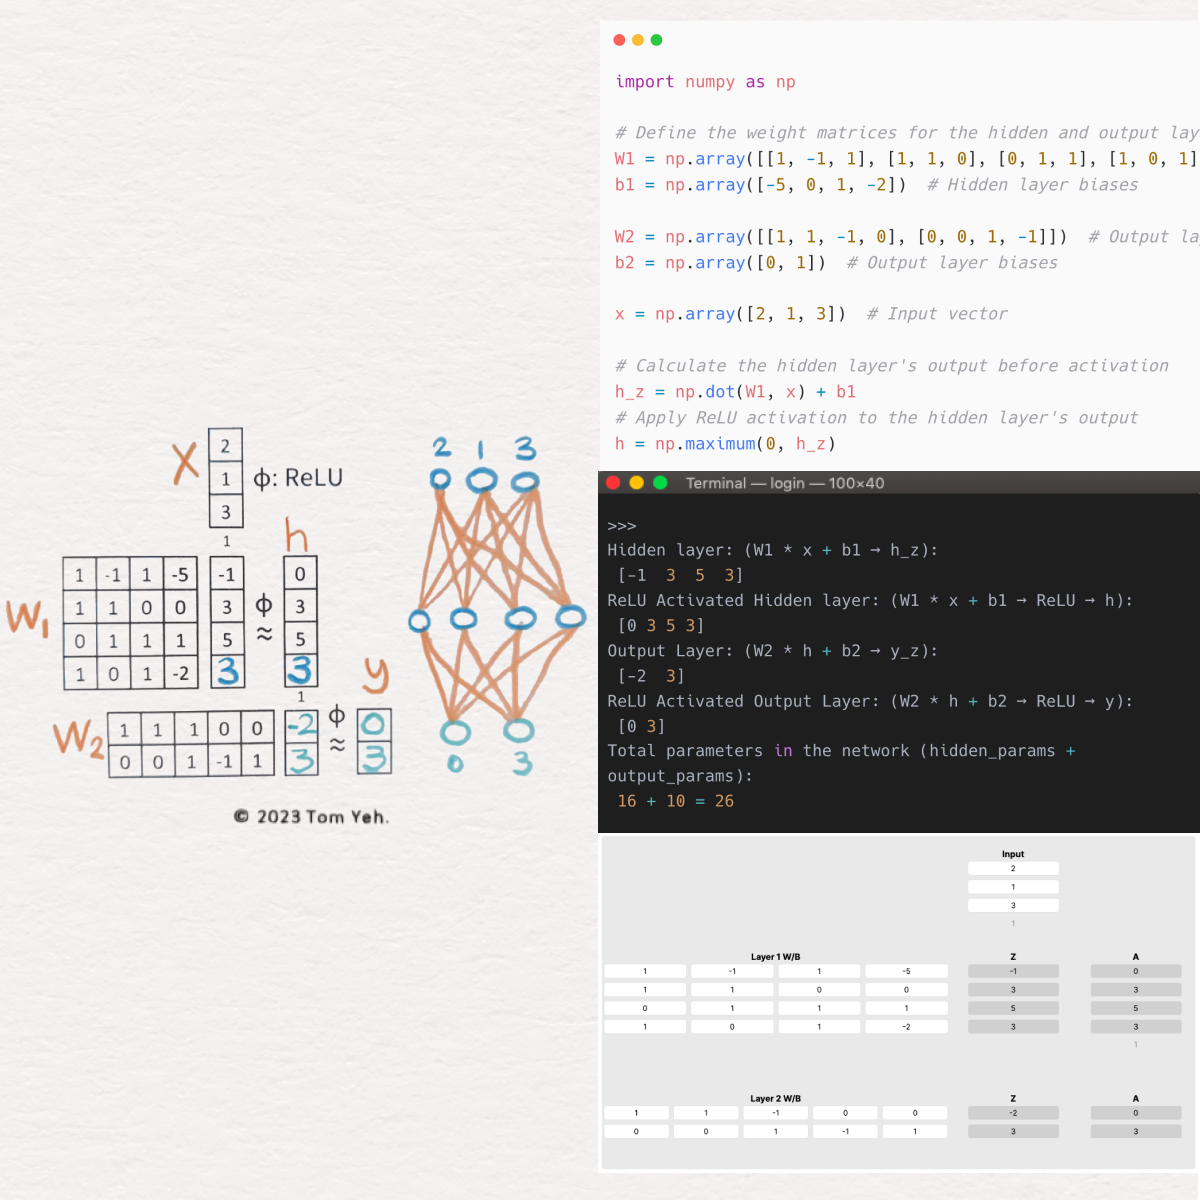 X
2
1
3
1
ϕ: ReLU
h
W1
1 -1 1 -5 -1 0
1 1 0 0 3 ϕ 3
0 1 1 1 5 ≈ 5
1 0 1 -2 3 3
1
y
W2
1 1 1 0 0 -2 ϕ 0
0 0 1 -1 1 3 ≈ 3
© 2023 Tom Yeh.
2 1 3
0 3
import numpy as np
# Define the weight matrices for the hidden and output lay
W1 = np.array([[1, -1, 1], [1, 1, 0], [0, 1, 1], [1, 0, 1]
b1 = np.array([-5, 0, 1, -2]) # Hidden layer biases
W2 = np.array([[1, 1, -1, 0], [0, 0, 1, -1]]) # Output la
b2 = np.array([0, 1]) # Output layer biases
x = np.array([2, 1, 3]) # Input vector
# Calculate the hidden layer's output before activation
h_z = np.dot(W1, x) + b1
# Apply ReLU activation to the hidden layer's output
h = np.maximum(0, h_z)
Terminal — login — 100×40
>>>
Hidden layer: (W1 * x + b1 → h_z):
[-1 3 5 3]
ReLU Activated Hidden layer: (W1 * x + b1 → ReLU → h):
[0 3 5 3]
Output Layer: (W2 * h + b2 → y_z):
[-2 3]
ReLU Activated Output Layer: (W2 * h + b2 → ReLU → y):
[0 3]
Total parameters in the network (hidden_params +
output_params):
16 + 10 = 26
Input
2
1
3
1
Layer 1 W/B Z A
1 -1 1 -5 -1 0
1 1 0 0 3 3
0 1 1 1 5 5
1 0 1 -2 3 3
1
Layer 2 W/B Z A
1 1 -1 0 0 -2 0
0 0 1 -1 1 3 3